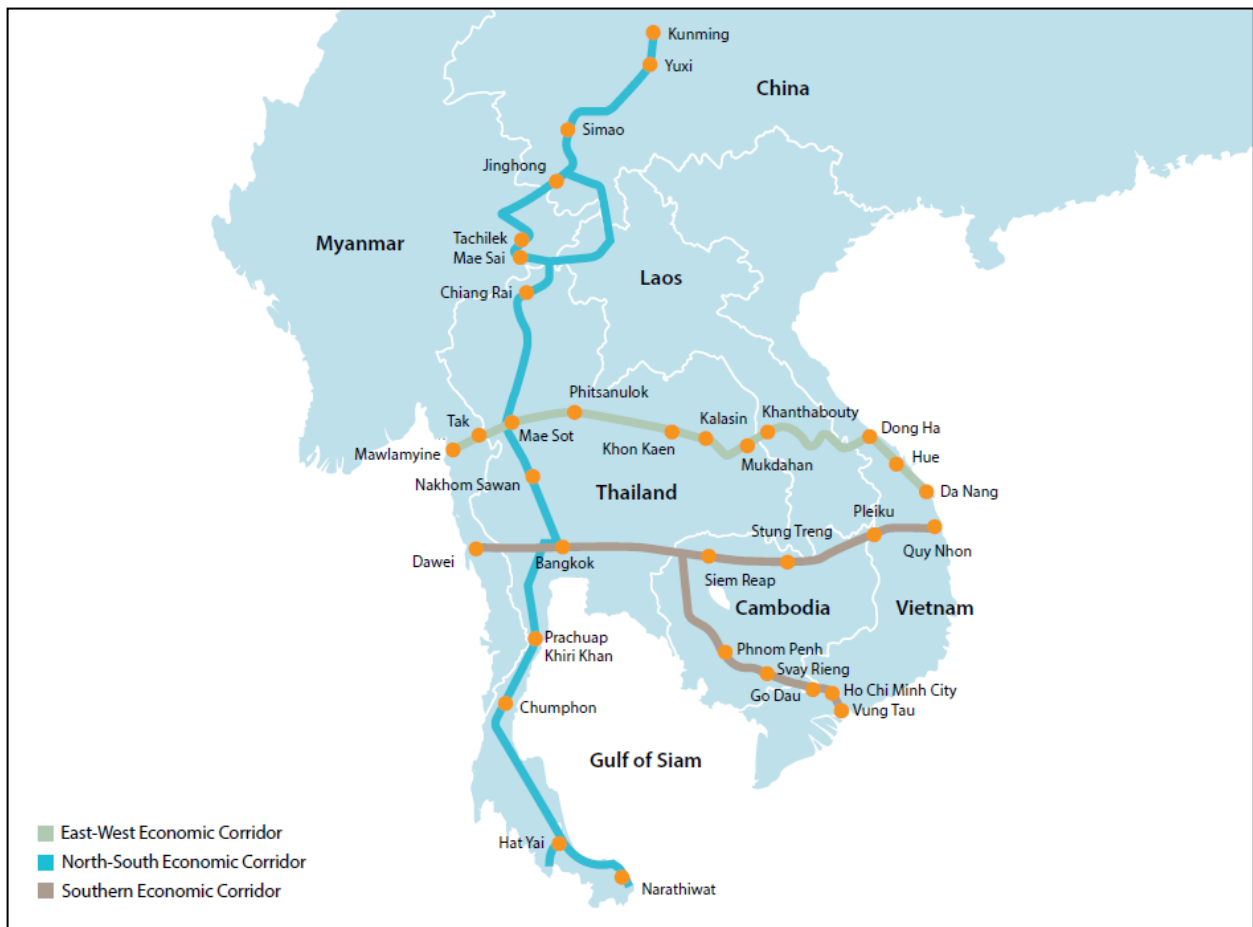 Kunming
Yuxi
China
Simao
Jinghong
Myanmar
Tachilek
Mae Sai
Laos
Chiang Rai
Phitsanulok
Tak
Kalasin
Khanthabouty
Mae Sot
Dong Ha
Mawlamyine
Khon Kaen
Hue
Mukdahan
Nakhom Sawan
Thailand
Da Nang
Pleiku
Stung Treng
Quy Nhon
Dawei
Bangkok
Siem Reap
Cambodia
Vietnam
Prachuap
Khiri Khan
Phnom Penh
Svay Rieng
Go Dau
Ho Chi Minh City
Chumphon
Vung Tau
Gulf of Siam
East-West Economic Corridor
Hat Yai
North-South Economic Corridor
Southern Economic Corridor
Narathiwat